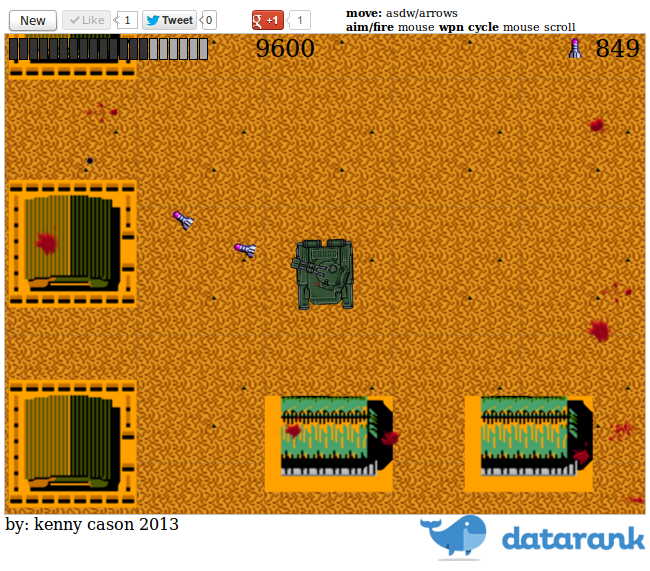 New Like 1 Tweet 0 +1 1 move: asdw/arrows
aim/fire mouse wpn cycle mouse scroll
9600 849
by: kenny cason 2013
datarank